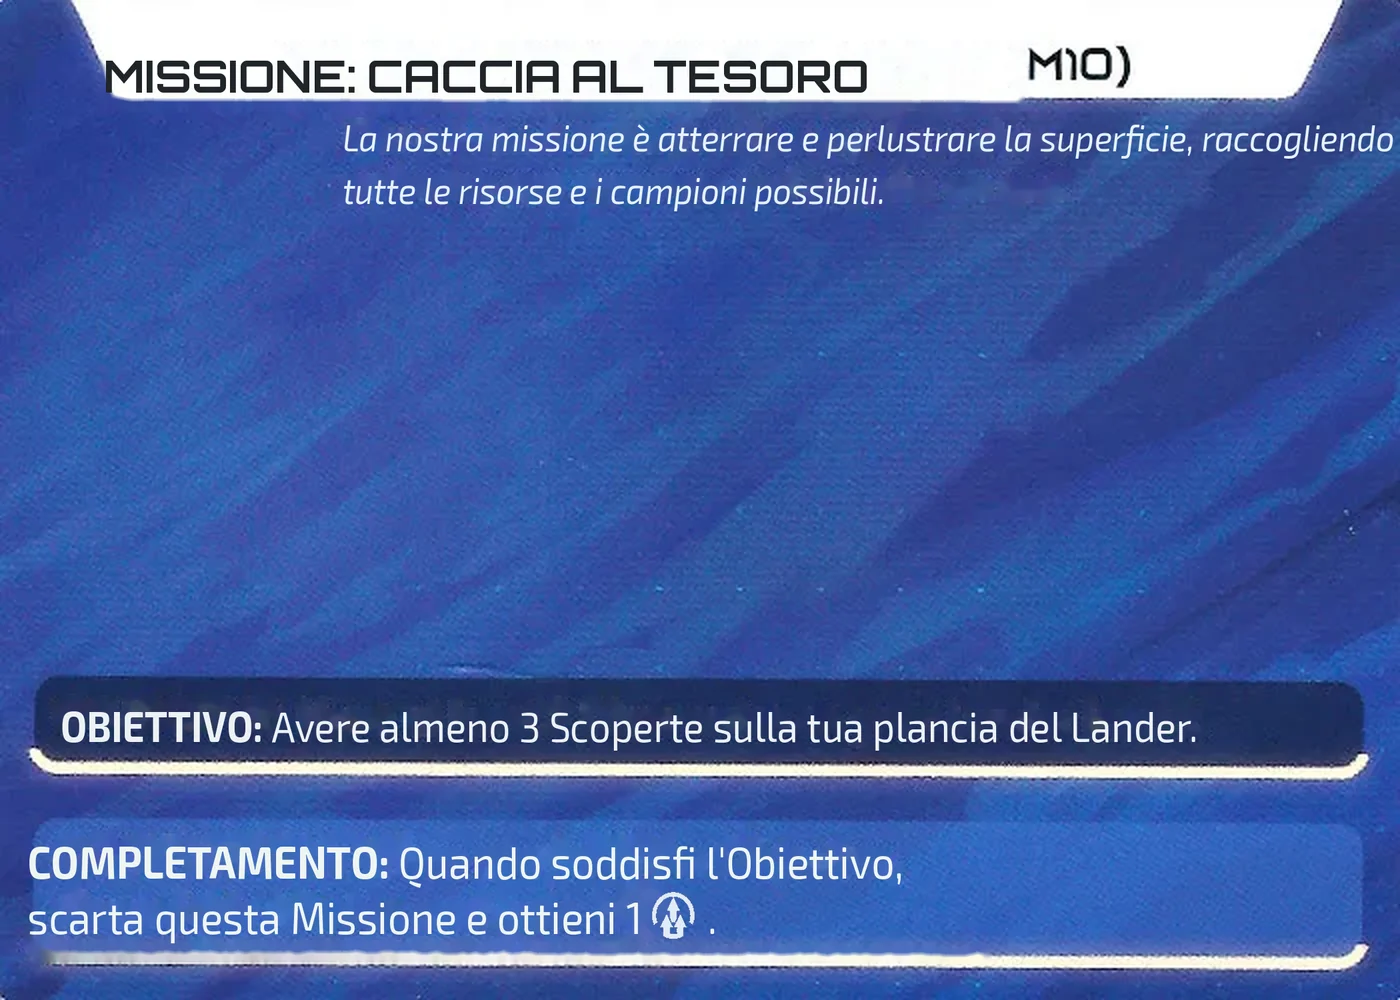 MISSIONE: CACCIA AL TESORO M10)
La nostra missione è atterrare e perlustrare la superficie, raccogliendo
tutte le risorse e i campioni possibili.
OBIETTIVO: Avere almeno 3 Scoperte sulla tua plancia del Lander.
COMPLETAMENTO: Quando soddisfi l'Obiettivo,
scarta questa Missione e ottieni 1 .